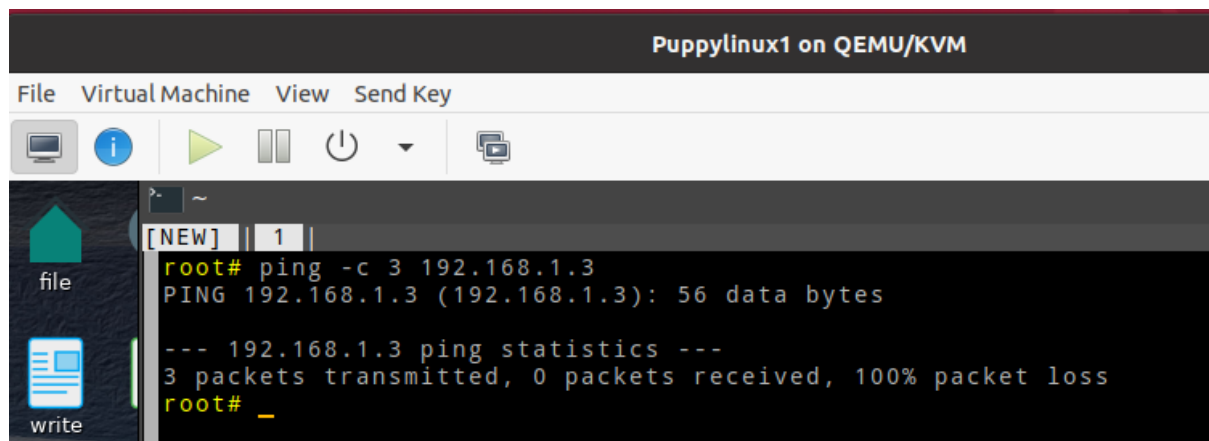 Puppylinux1 on QEMU/KVM
File Virtual Machine View Send Key
~
[NEW] | 1 |
root# ping -c 3 192.168.1.3
PING 192.168.1.3 (192.168.1.3): 56 data bytes
--- 192.168.1.3 ping statistics ---
3 packets transmitted, 0 packets received, 100% packet loss
root# _
file
write